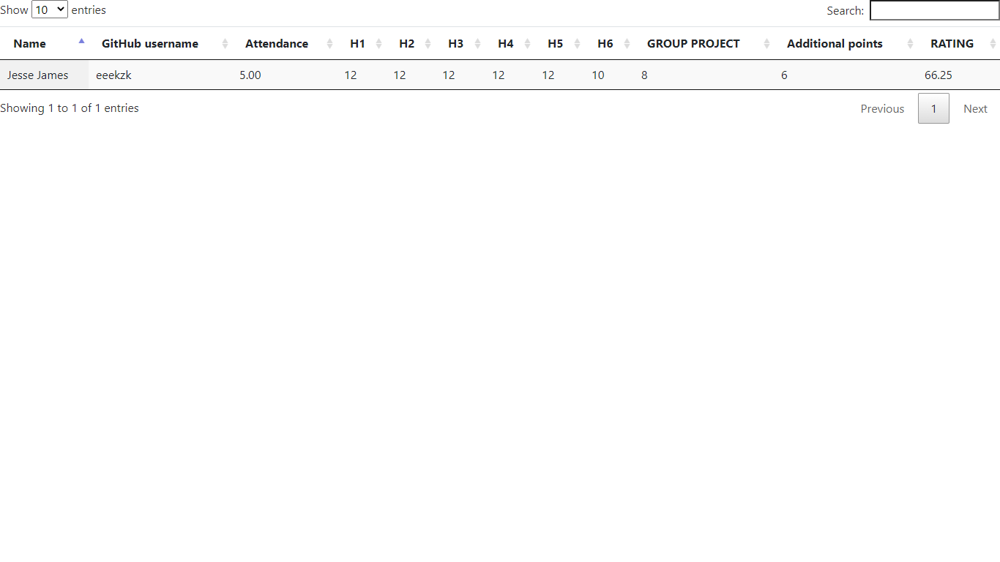 Show 10 entries Search:
Name GitHub username Attendance H1 H2 H3 H4 H5 H6 GROUP PROJECT Additional points RATING
Jesse James eeekzk 5.00 12 12 12 12 12 10 8 6 66.25
Showing 1 to 1 of 1 entries Previous 1 Next